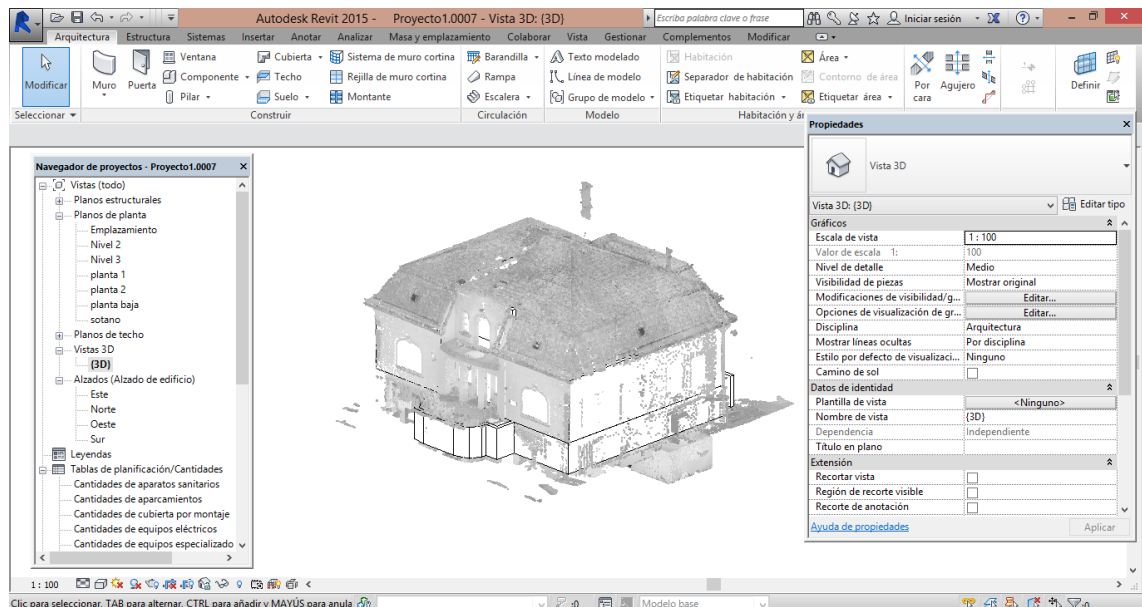 Autodesk Revit 2015 - Proyecto1.0007 - Vista 3D: {3D}
Escriba palabra clave o frase
Iniciar sesión
Arquitectura Estructura Sistemas Insertar Anotar Analizar Masa y emplazamiento Colaborar Vista Gestionar Complementos Modificar
Modificar
Muro
Puerta
Ventana
Componente
Pilar
Cubierta
Techo
Suelo
Sistema de muro cortina
Rejilla de muro cortina
Montante
Barandilla
Rampa
Escalera
Texto modelado
Línea de modelo
Grupo de modelo
Habitación
Separador de habitación
Etiquetar habitación
Área
Contorno de área
Etiquetar área
Por cara
Agujero
Definir
Seleccionar
Construir
Circulación
Modelo
Habitación y ár
Navegador de proyectos - Proyecto1.0007
Vistas (todo)
Planos estructurales
Planos de planta
Emplazamiento
Nivel 2
Nivel 3
planta 1
planta 2
planta baja
sotano
Planos de techo
Vistas 3D
{3D}
Alzados (Alzado de edificio)
Este
Norte
Oeste
Sur
Leyendas
Tablas de planificación/Cantidades
Cantidades de aparatos sanitarios
Cantidades de aparcamientos
Cantidades de cubierta por montaje
Cantidades de equipos eléctricos
Cantidades de equipos especializado
Propiedades
Vista 3D
Vista 3D: {3D}
Editar tipo
Gráficos
Escala de vista 1 : 100
Valor de escala 1: 100
Nivel de detalle Medio
Visibilidad de piezas Mostrar original
Modificaciones de visibilidad/g... Editar...
Opciones de visualización de gr... Editar...
Disciplina Arquitectura
Mostrar líneas ocultas Por disciplina
Estilo por defecto de visualizaci... Ninguno
Camino de sol
Datos de identidad
Plantilla de vista <Ninguno>
Nombre de vista {3D}
Dependencia Independiente
Título en plano
Extensión
Recortar vista
Región de recorte visible
Recorte de anotación
Ayuda de propiedades
Aplicar
1 : 100
Clic para seleccionar, TAB para alternar, CTRL para añadir y MAYÚS para anula
:0
Modelo base
:0